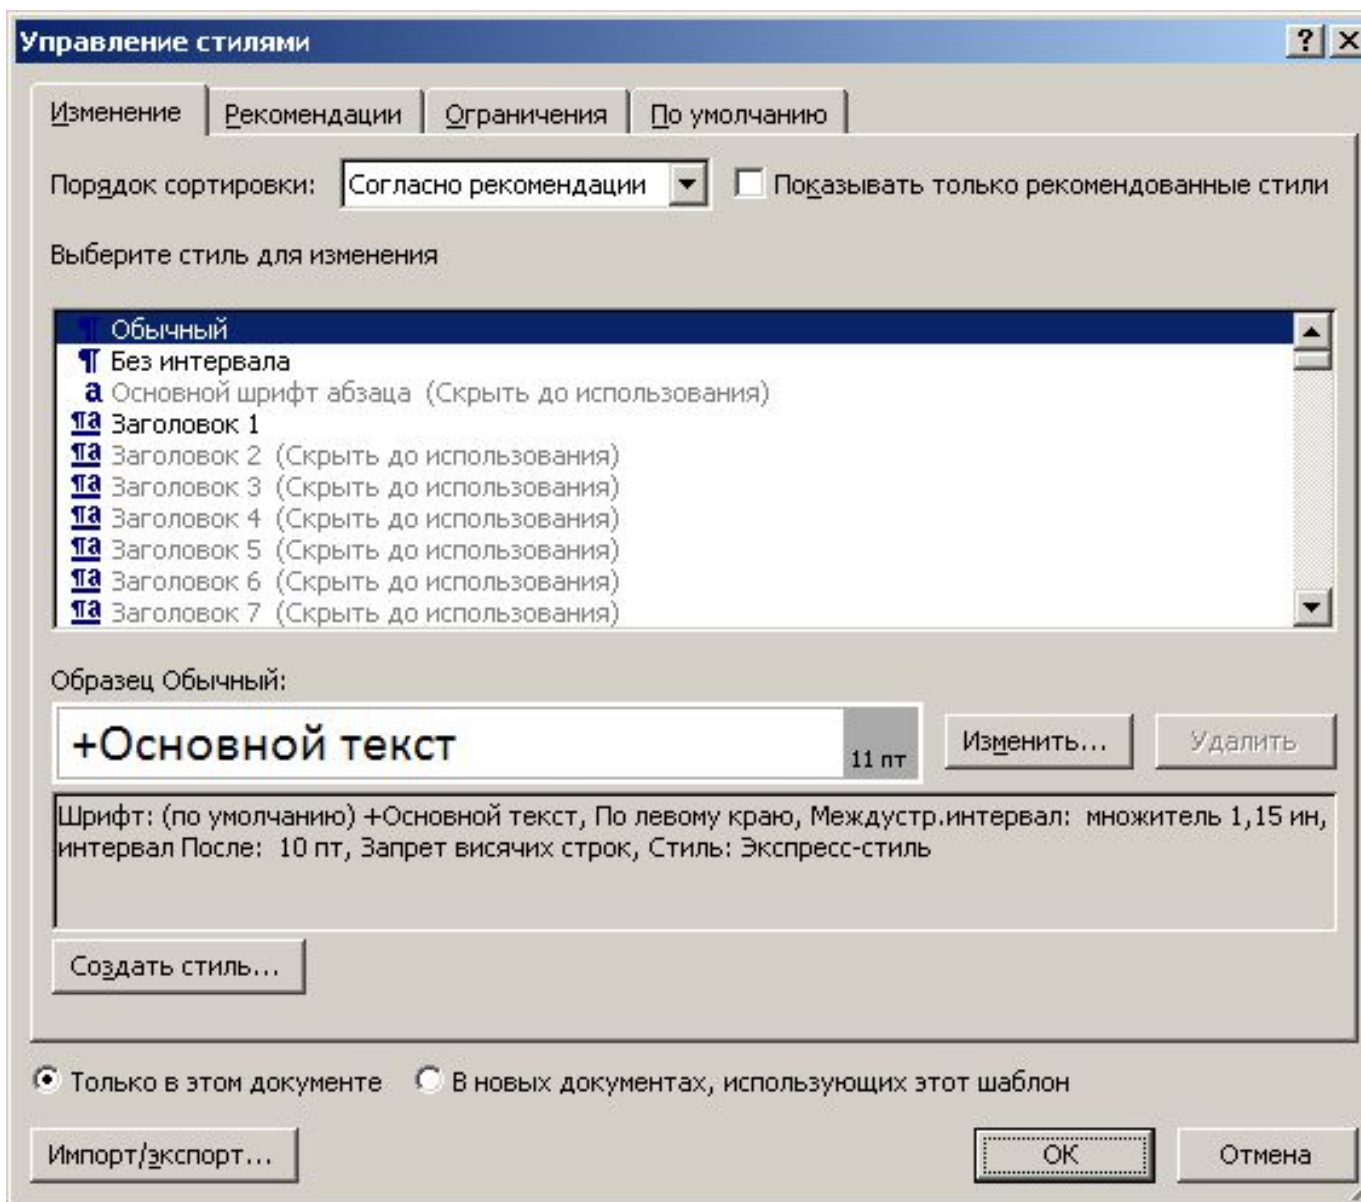 Управление стилями
Изменение Рекомендации Ограничения По умолчанию
Порядок сортировки: Согласно рекомендации Показывать только рекомендованные стили
Выберите стиль для изменения
¶ Обычный
¶ Без интервала
a Основной шрифт абзаца (Скрыть до использования)
¶a Заголовок 1
¶a Заголовок 2 (Скрыть до использования)
¶a Заголовок 3 (Скрыть до использования)
¶a Заголовок 4 (Скрыть до использования)
¶a Заголовок 5 (Скрыть до использования)
¶a Заголовок 6 (Скрыть до использования)
¶a Заголовок 7 (Скрыть до использования)
Образец Обычный:
+Основной текст 11 пт Изменить... Удалить
Шрифт: (по умолчанию) +Основной текст, По левому краю, Междустр.интервал: множитель 1,15 ин,
интервал После: 10 пт, Запрет висячих строк, Стиль: Экспресс-стиль
Создать стиль...
Только в этом документе В новых документах, использующих этот шаблон
Импорт/экспорт... ОК Отмена